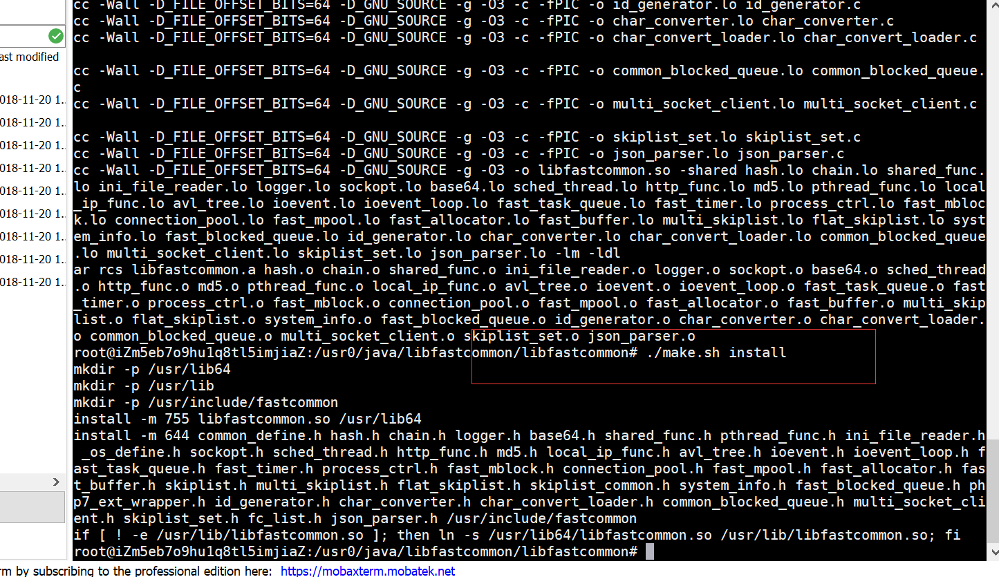 cc -Wall -D_FILE_OFFSET_BITS=64 -D_GNU_SOURCE -g -O3 -c -fPIC -o id_generator.lo id_generator.c
cc -Wall -D_FILE_OFFSET_BITS=64 -D_GNU_SOURCE -g -O3 -c -fPIC -o char_converter.lo char_converter.c
cc -Wall -D_FILE_OFFSET_BITS=64 -D_GNU_SOURCE -g -O3 -c -fPIC -o char_convert_loader.lo char_convert_loader.c
ast modified
cc -Wall -D_FILE_OFFSET_BITS=64 -D_GNU_SOURCE -g -O3 -c -fPIC -o common_blocked_queue.lo common_blocked_queue.
c
018-11-20 1..
cc -Wall -D_FILE_OFFSET_BITS=64 -D_GNU_SOURCE -g -O3 -c -fPIC -o multi_socket_client.lo multi_socket_client.c
018-11-20 1..
cc -Wall -D_FILE_OFFSET_BITS=64 -D_GNU_SOURCE -g -O3 -c -fPIC -o skiplist_set.lo skiplist_set.c
018-11-20 1..
cc -Wall -D_FILE_OFFSET_BITS=64 -D_GNU_SOURCE -g -O3 -c -fPIC -o json_parser.lo json_parser.c
018-11-20 1..
cc -Wall -D_FILE_OFFSET_BITS=64 -D_GNU_SOURCE -g -O3 -o libfastcommon.so -shared hash.lo chain.lo shared_func.
lo ini_file_reader.lo logger.lo sockopt.lo base64.lo sched_thread.lo http_func.lo md5.lo pthread_func.lo local
018-11-20 1..
_ip_func.lo avl_tree.lo ioevent.lo ioevent_loop.lo fast_task_queue.lo fast_timer.lo process_ctrl.lo fast_mbloc
018-11-20 1..
k.lo connection_pool.lo fast_mpool.lo fast_allocator.lo fast_buffer.lo multi_skiplist.lo flat_skiplist.lo syst
018-11-20 1..
em_info.lo fast_blocked_queue.lo id_generator.lo char_converter.lo char_convert_loader.lo common_blocked_queue
.lo multi_socket_client.lo skiplist_set.lo json_parser.lo -lm -ldl
018-11-20 1..
ar rcs libfastcommon.a hash.o chain.o shared_func.o ini_file_reader.o logger.o sockopt.o base64.o sched_thread
018-11-20 1..
.o http_func.o md5.o pthread_func.o local_ip_func.o avl_tree.o ioevent.o ioevent_loop.o fast_task_queue.o fast
_timer.o process_ctrl.o fast_mblock.o connection_pool.o fast_mpool.o fast_allocator.o fast_buffer.o multi_skip
list.o flat_skiplist.o system_info.o fast_blocked_queue.o id_generator.o char_converter.o char_convert_loader.
o common_blocked_queue.o multi_socket_client.o skiplist_set.o json_parser.o
root@iZm5eb7o9hu1q8tl5imjiaZ:/usr0/java/libfastcommon/libfastcommon# ./make.sh install
mkdir -p /usr/lib64
mkdir -p /usr/lib
mkdir -p /usr/include/fastcommon
install -m 755 libfastcommon.so /usr/lib64
install -m 644 common_define.h hash.h chain.h logger.h base64.h shared_func.h pthread_func.h ini_file_reader.h
_os_define.h sockopt.h sched_thread.h http_func.h md5.h local_ip_func.h avl_tree.h ioevent.h ioevent_loop.h f
ast_task_queue.h fast_timer.h process_ctrl.h fast_mblock.h connection_pool.h fast_mpool.h fast_allocator.h fas
t_buffer.h skiplist.h multi_skiplist.h flat_skiplist.h skiplist_common.h system_info.h fast_blocked_queue.h ph
p7_ext_wrapper.h id_generator.h char_converter.h char_convert_loader.h common_blocked_queue.h multi_socket_cli
ent.h skiplist_set.h fc_list.h json_parser.h /usr/include/fastcommon
if [ ! -e /usr/lib/libfastcommon.so ]; then ln -s /usr/lib64/libfastcommon.so /usr/lib/libfastcommon.so; fi
root@iZm5eb7o9hu1q8tl5imjiaZ:/usr0/java/libfastcommon/libfastcommon#
rm by subscribing to the professional edition here: https://mobaxterm.mobatek.net